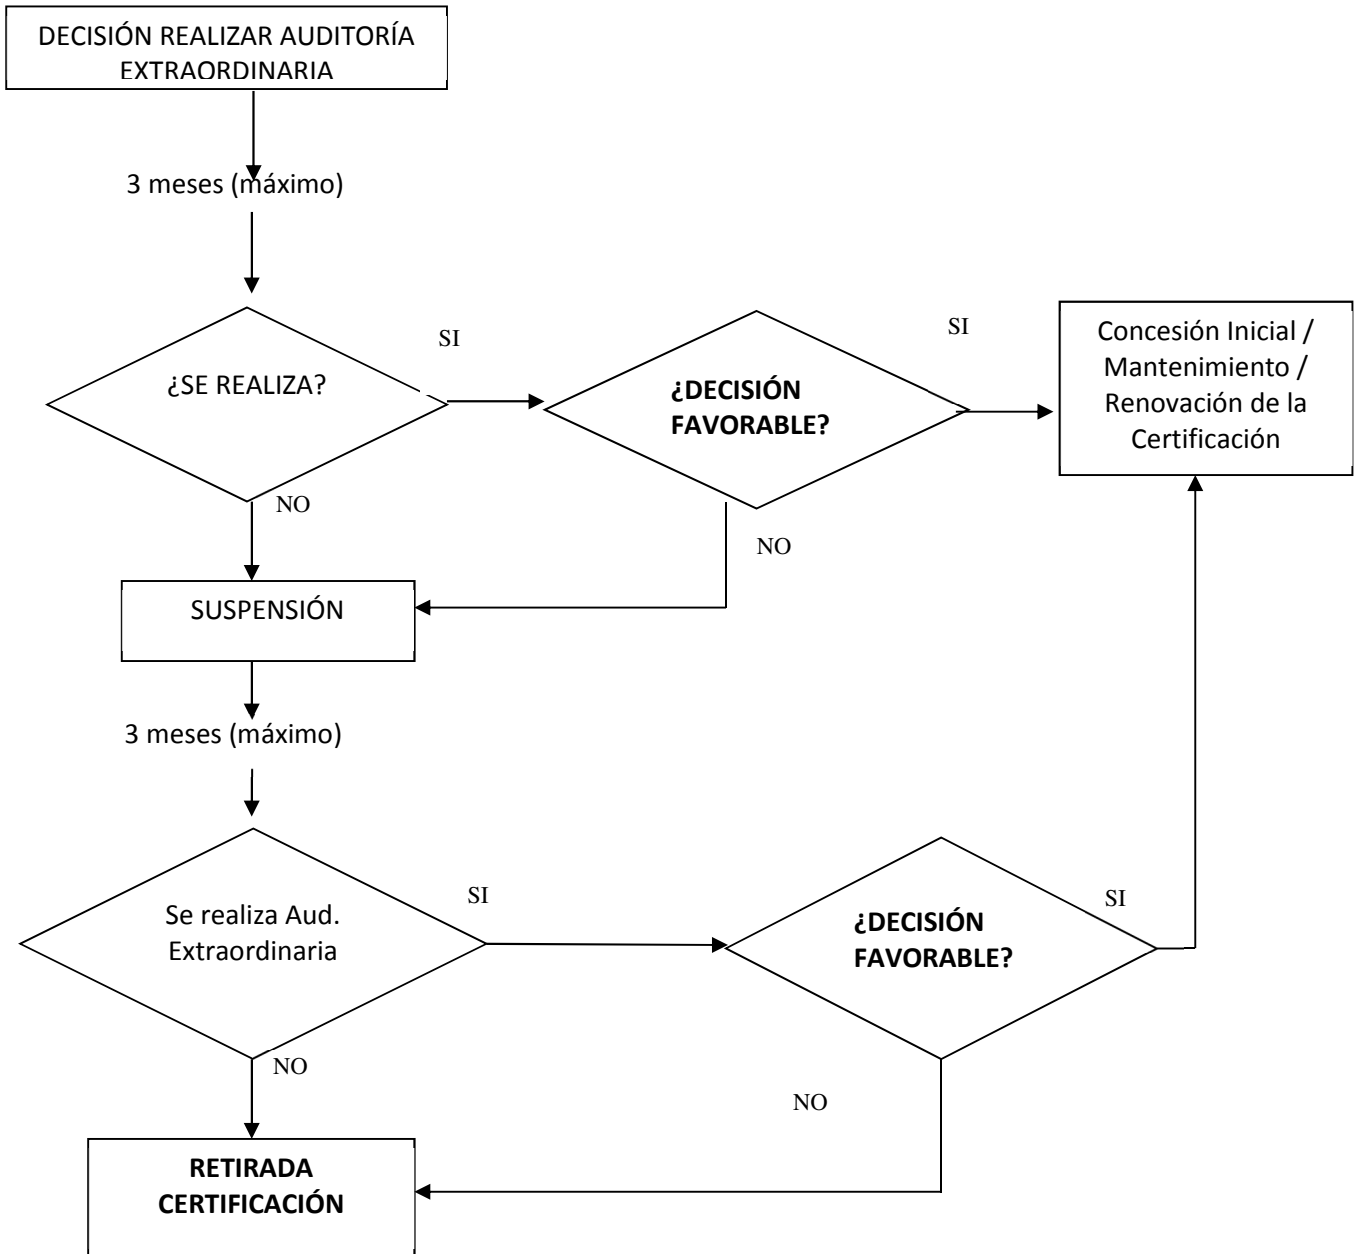 DECISIÓN REALIZAR AUDITORÍA
EXTRAORDINARIA
3 meses (máximo)
¿SE REALIZA?
SI
¿DECISIÓN
FAVORABLE?
SI
Concesión Inicial /
Mantenimiento /
Renovación de la
Certificación
NO
NO
SUSPENSIÓN
3 meses (máximo)
Se realiza Aud.
Extraordinaria
SI
¿DECISIÓN
FAVORABLE?
SI
NO
NO
RETIRADA
CERTIFICACIÓN